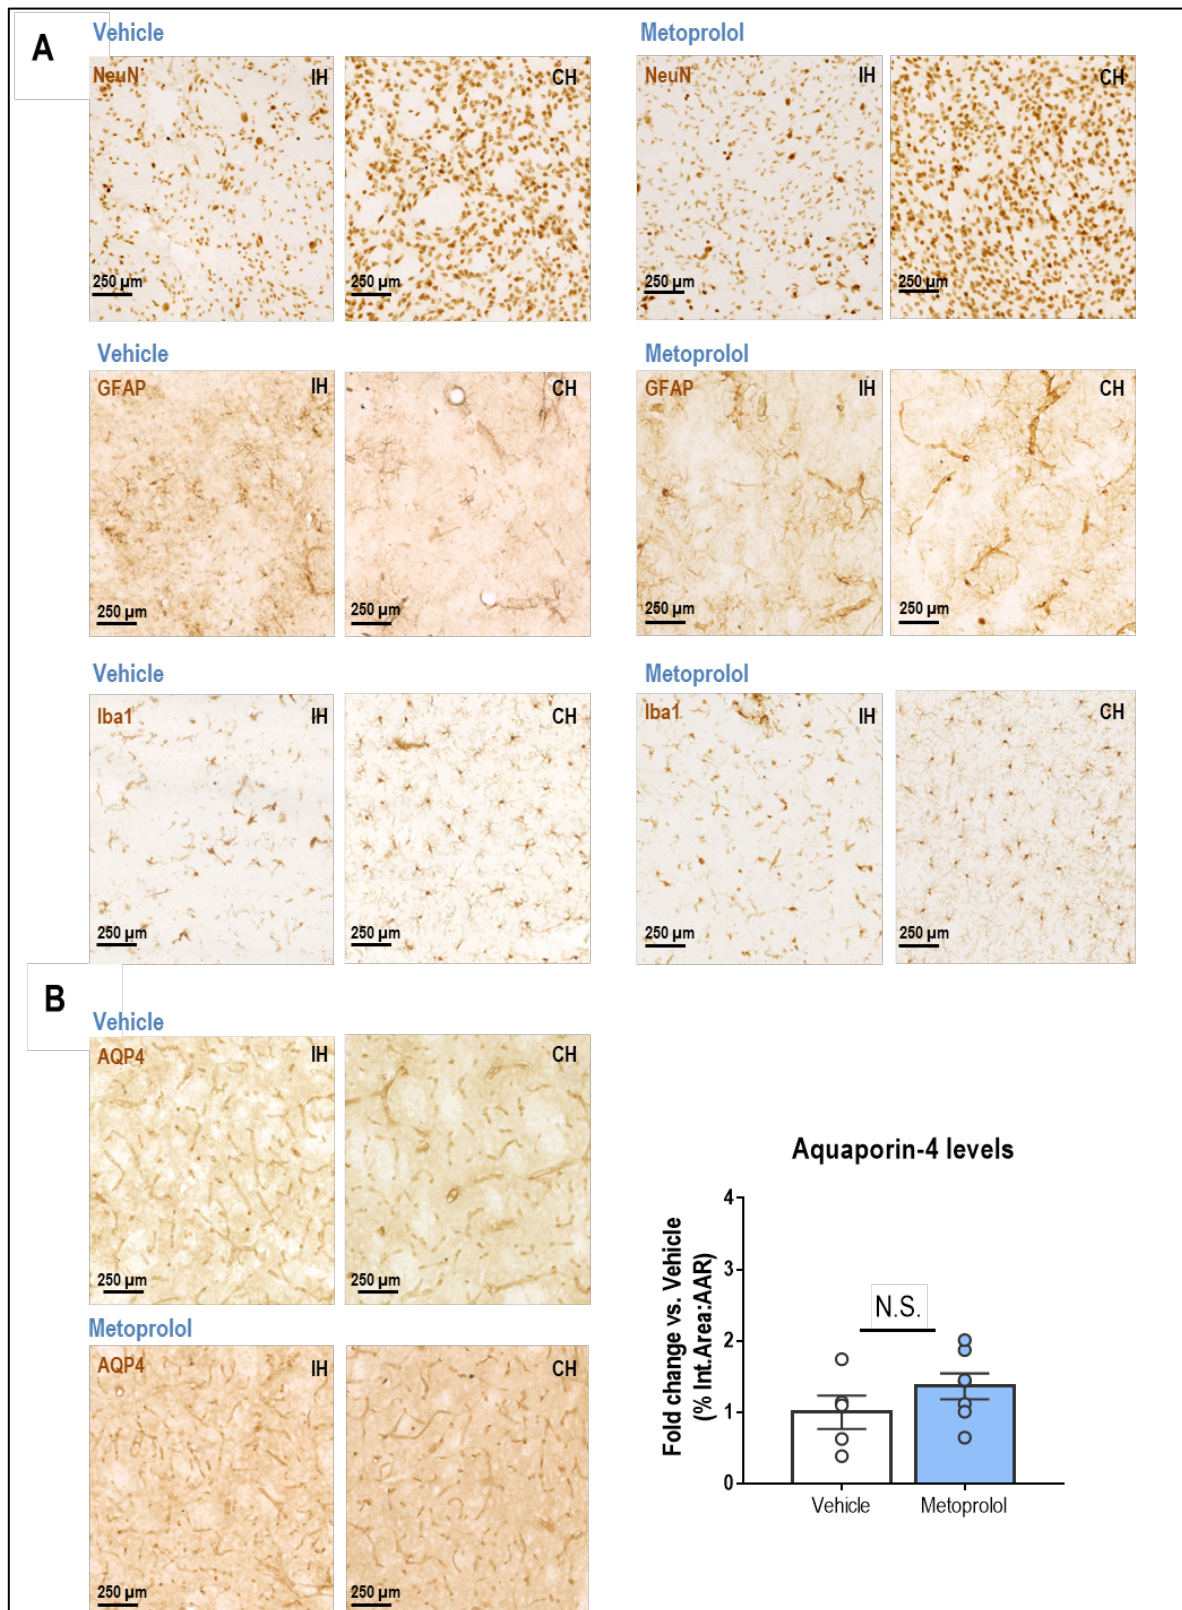 A
Vehicle
Metoprolol
NeuN
IH
CH
NeuN
IH
CH
250 µm
250 µm
250 µm
250 µm
Vehicle
Metoprolol
GFAP
IH
CH
GFAP
IH
CH
250 µm
250 µm
250 µm
250 µm
Vehicle
Metoprolol
Iba1
IH
CH
Iba1
IH
CH
250 µm
250 µm
250 µm
250 µm
B
Vehicle
AQP4
IH
CH
250 µm
250 µm
Metoprolol
AQP4
IH
CH
250 µm
250 µm
Aquaporin-4 levels
Fold change vs. Vehicle
(% Int.Area:AAR)
4
3
2
1
0
N.S.
Vehicle
Metoprolol